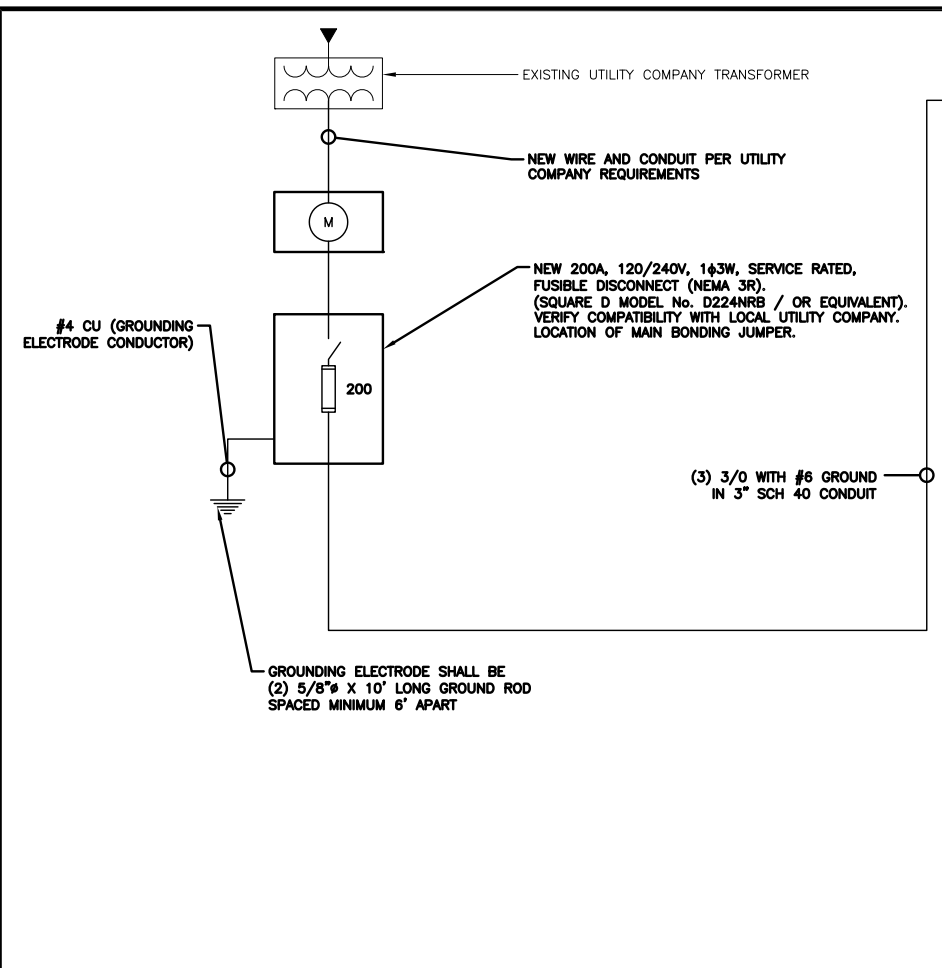 EXISTING UTILITY COMPANY TRANSFORMER
NEW WIRE AND CONDUIT PER UTILITY
COMPANY REQUIREMENTS
M
NEW 200A, 120/240V, 1ϕ3W, SERVICE RATED,
FUSIBLE DISCONNECT (NEMA 3R).
(SQUARE D MODEL No. D224NRB / OR EQUIVALENT).
VERIFY COMPATIBILITY WITH LOCAL UTILITY COMPANY.
LOCATION OF MAIN BONDING JUMPER.
#4 CU (GROUNDING
ELECTRODE CONDUCTOR)
200
(3) 3/0 WITH #6 GROUND
IN 3" SCH 40 CONDUIT
GROUNDING ELECTRODE SHALL BE
(2) 5/8"ø X 10' LONG GROUND ROD
SPACED MINIMUM 6' APART